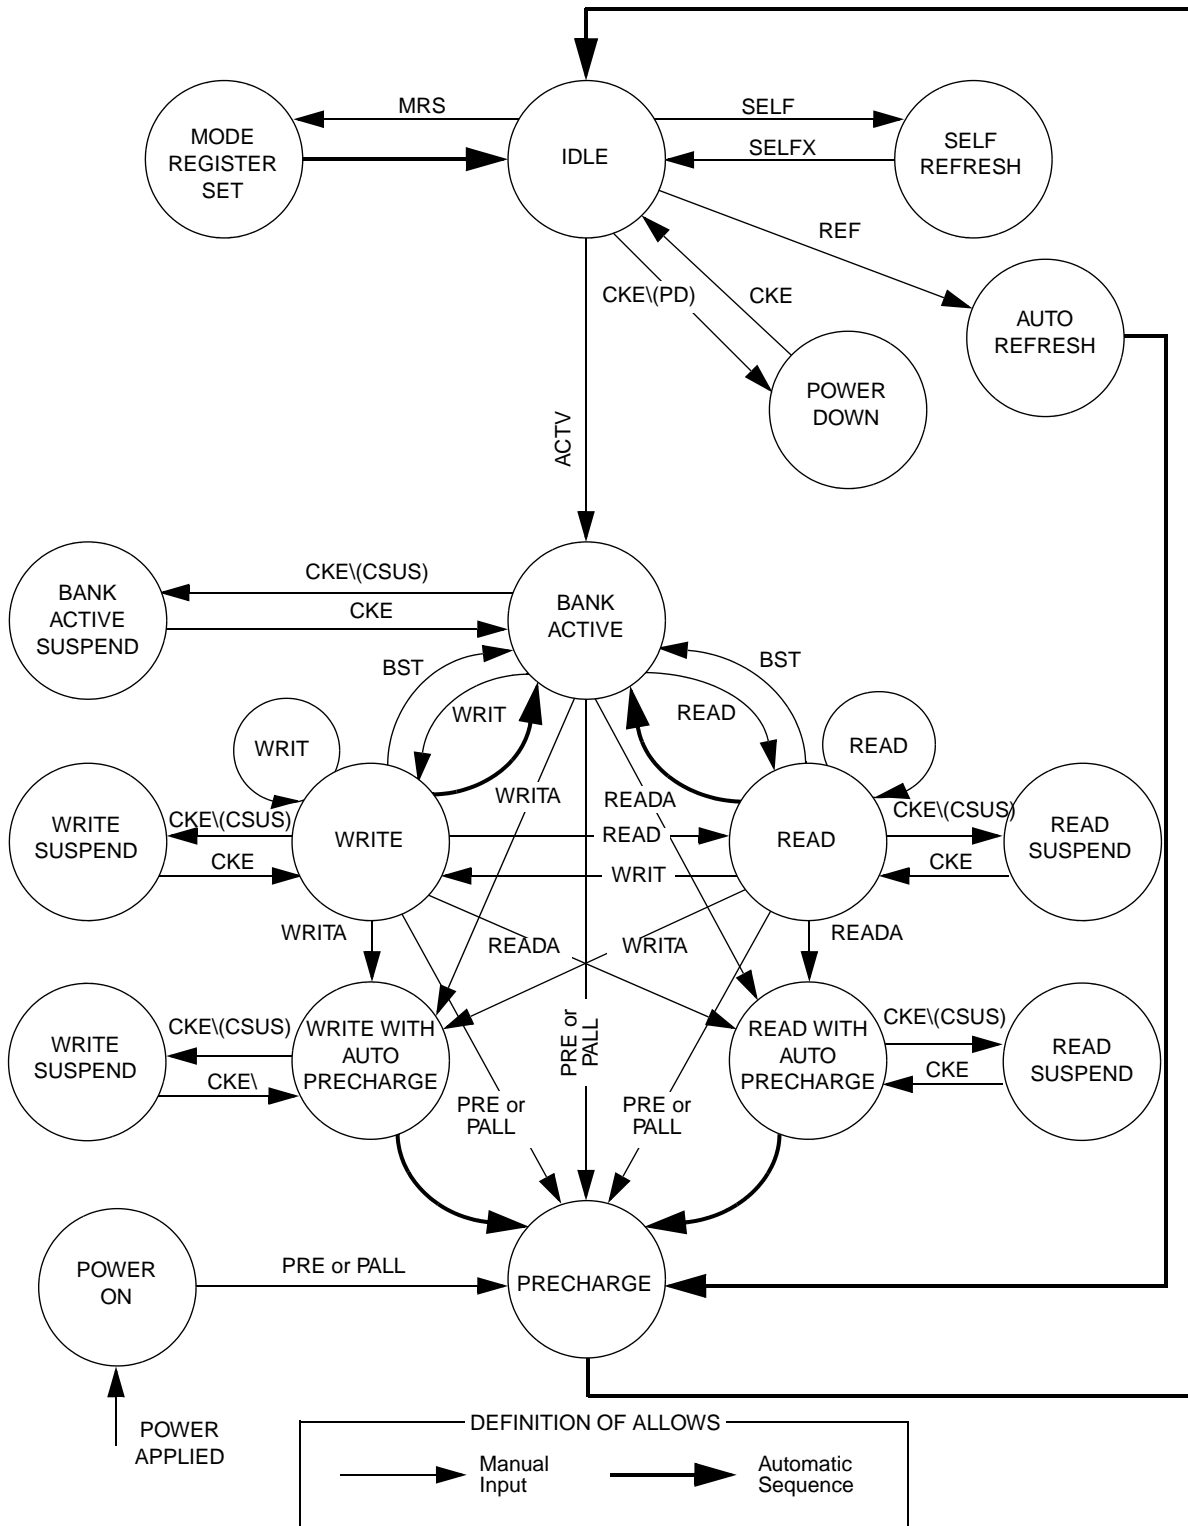 MRS
SELF
MODE
REGISTER
SET
IDLE
SELFX
SELF
REFRESH
REF
CKE\(PD)
CKE
AUTO
REFRESH
POWER
DOWN
ACTV
CKE\(CSUS)
BANK
ACTIVE
SUSPEND
CKE
BANK
ACTIVE
BST
BST
WRIT
READ
WRIT
READ
WRITA
READA
CKE\(CSUS)
CKE\(CSUS)
WRITE
SUSPEND
WRITE
READ
READ
READ
SUSPEND
CKE
WRIT
CKE
WRITA
READA
WRITA
READA
CKE\(CSUS)
WRITE
SUSPEND
CKE\
WRITE WITH
AUTO
PRECHARGE
PRE or
PALL
READ WITH
AUTO
PRECHARGE
CKE\(CSUS)
CKE
READ
SUSPEND
PRE or
PALL
PRE or
PALL
POWER
ON
PRE or PALL
PRECHARGE
POWER
APPLIED
DEFINITION OF ALLOWS
Manual
Input
Automatic
Sequence